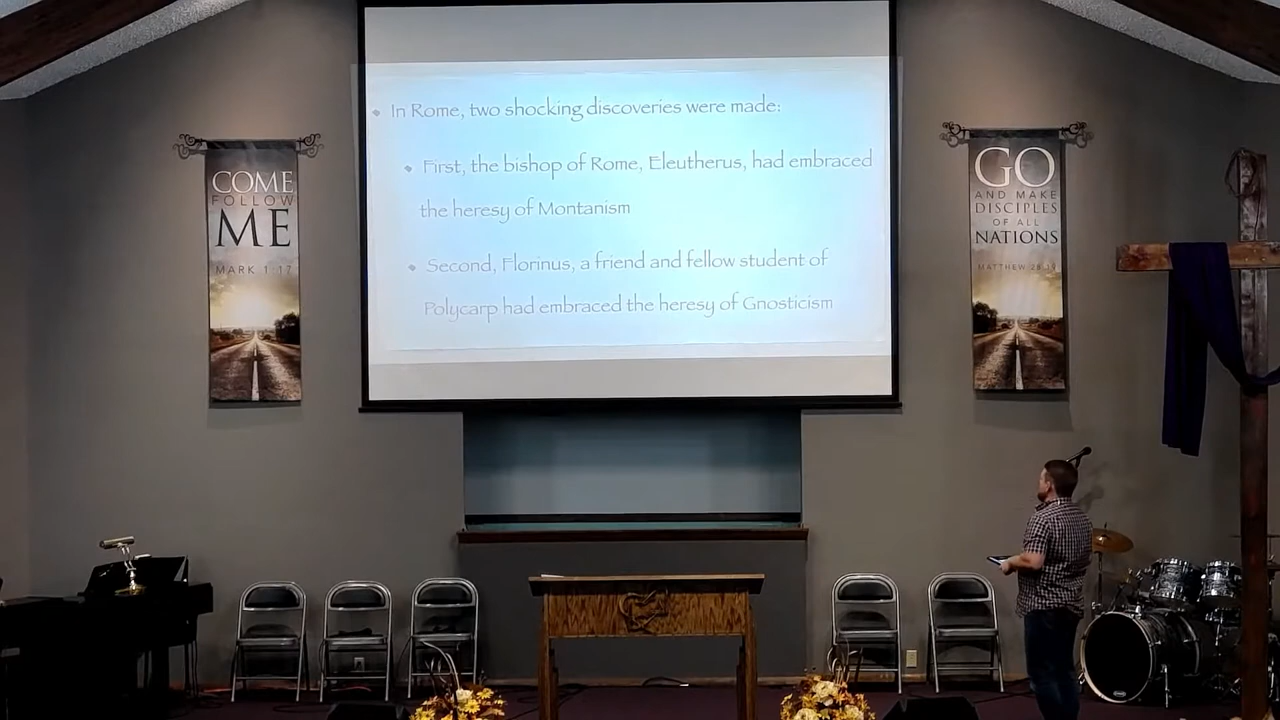 In Rome, two shocking discoveries were made:
First, the bishop of Rome, Eleutherus, had embraced
the heresy of Montanism
Second, Florinus, a friend and fellow student of
Polycarp had embraced the heresy of Gnosticism
COME
FOLLOW
ME
MARK 1:17
GO
AND MAKE
DISCIPLES
OF ALL
NATIONS
MATTHEW 28:19